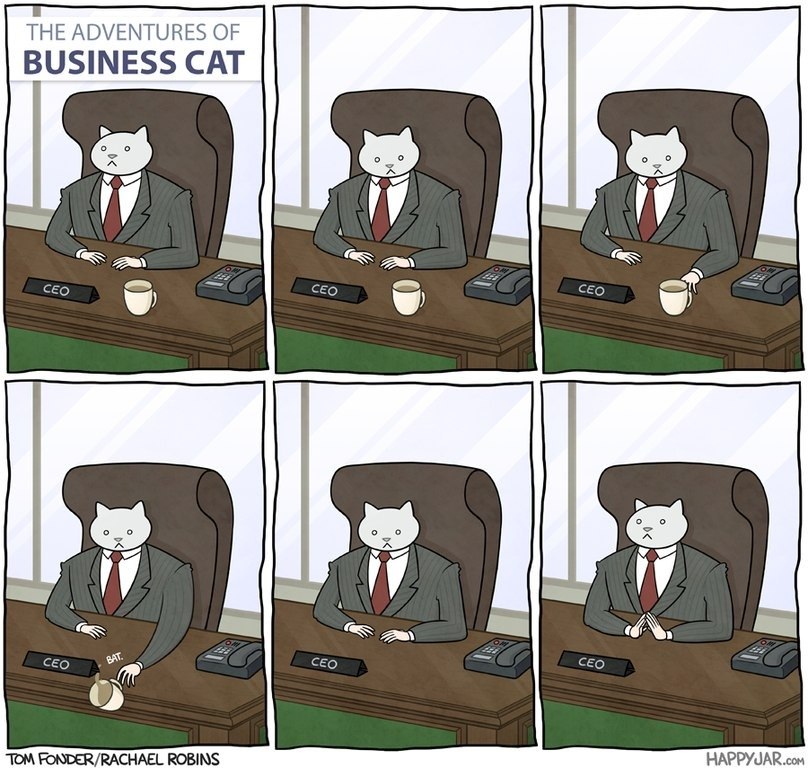 THE ADVENTURES OF
BUSINESS CAT
CEO
CEO
CEO
CEO
BAT.
CEO
CEO
TOM FONDER/RACHAEL ROBINS
HAPPYJAR.COM